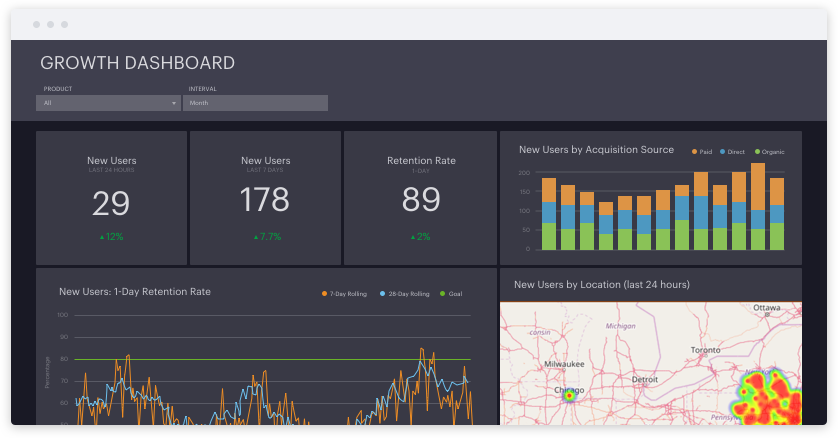 GROWTH DASHBOARD
PRODUCT
INTERVAL
All
Month
New Users
LAST 24 HOURS
29
12%
New Users
LAST 7 DAYS
178
7.7%
Retention Rate
1-DAY
89
2%
New Users by Acquisition Source
Paid
Direct
Organic
200
150
100
50
0
New Users: 1-Day Retention Rate
7-Day Rolling
28-Day Rolling
Goal
Percentage
100
90
80
70
60
50
New Users by Location (last 24 hours)
Ottawa
consin
Michigan
Toronto
Milwaukee
Detroit
Chicago